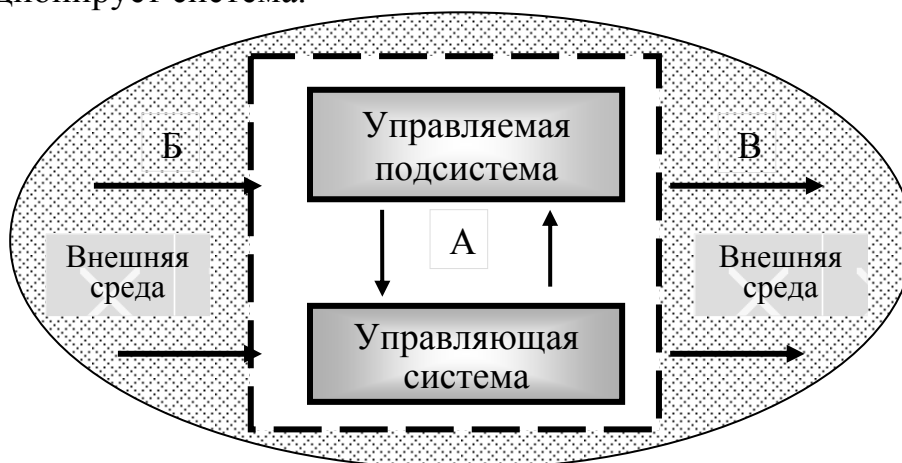 Управляемая
подсистема
Б
В
А
Внешняя
среда
Внешняя
среда
Управляющая
система